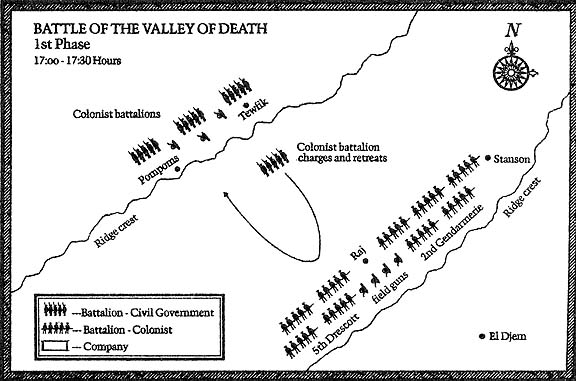 BATTLE OF THE VALLEY OF DEATH
1st Phase
17:00 - 17:30 Hours
N
Colonist battalions
Tewfik
Pompoms
Colonist battalion
charges and retreats
Stanson
Ridge crest
Ridge crest
Raj
2nd Gendarmerie
field guns
5th Drescott
El Djem
---Battalion - Civil Government
---Battalion - Colonist
--- Company